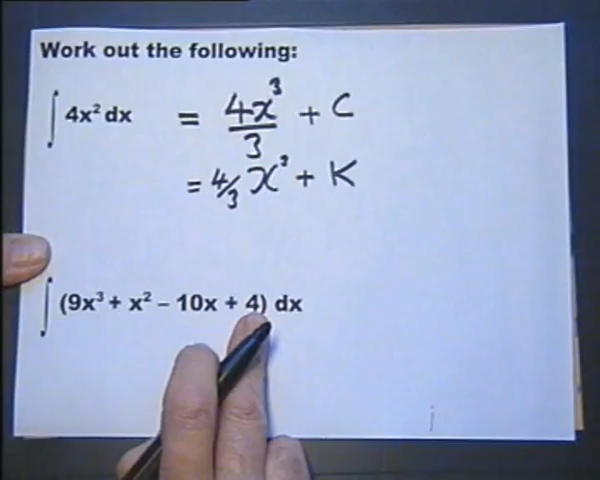 Work out the following:
∫ 4x² dx = 4x³/3 + C
= 4/3 x³ + K
∫ (9x³ + x² – 10x + 4) dx